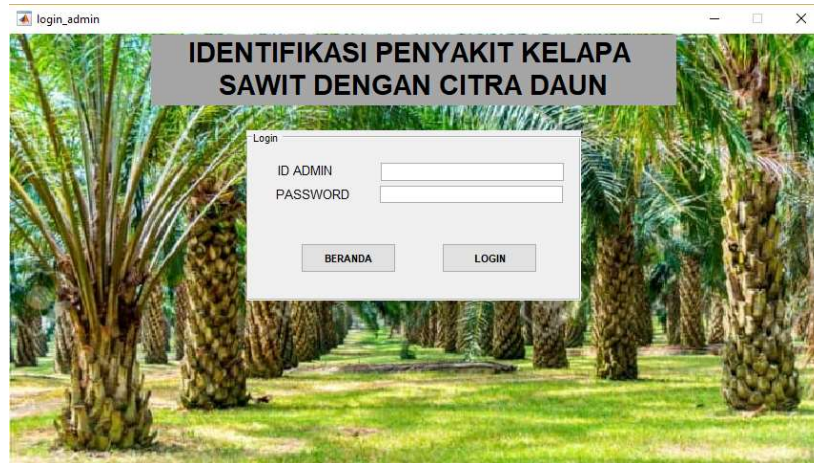 login_admin
IDENTIFIKASI PENYAKIT KELAPA
SAWIT DENGAN CITRA DAUN
Login
ID ADMIN
PASSWORD
BERANDA
LOGIN